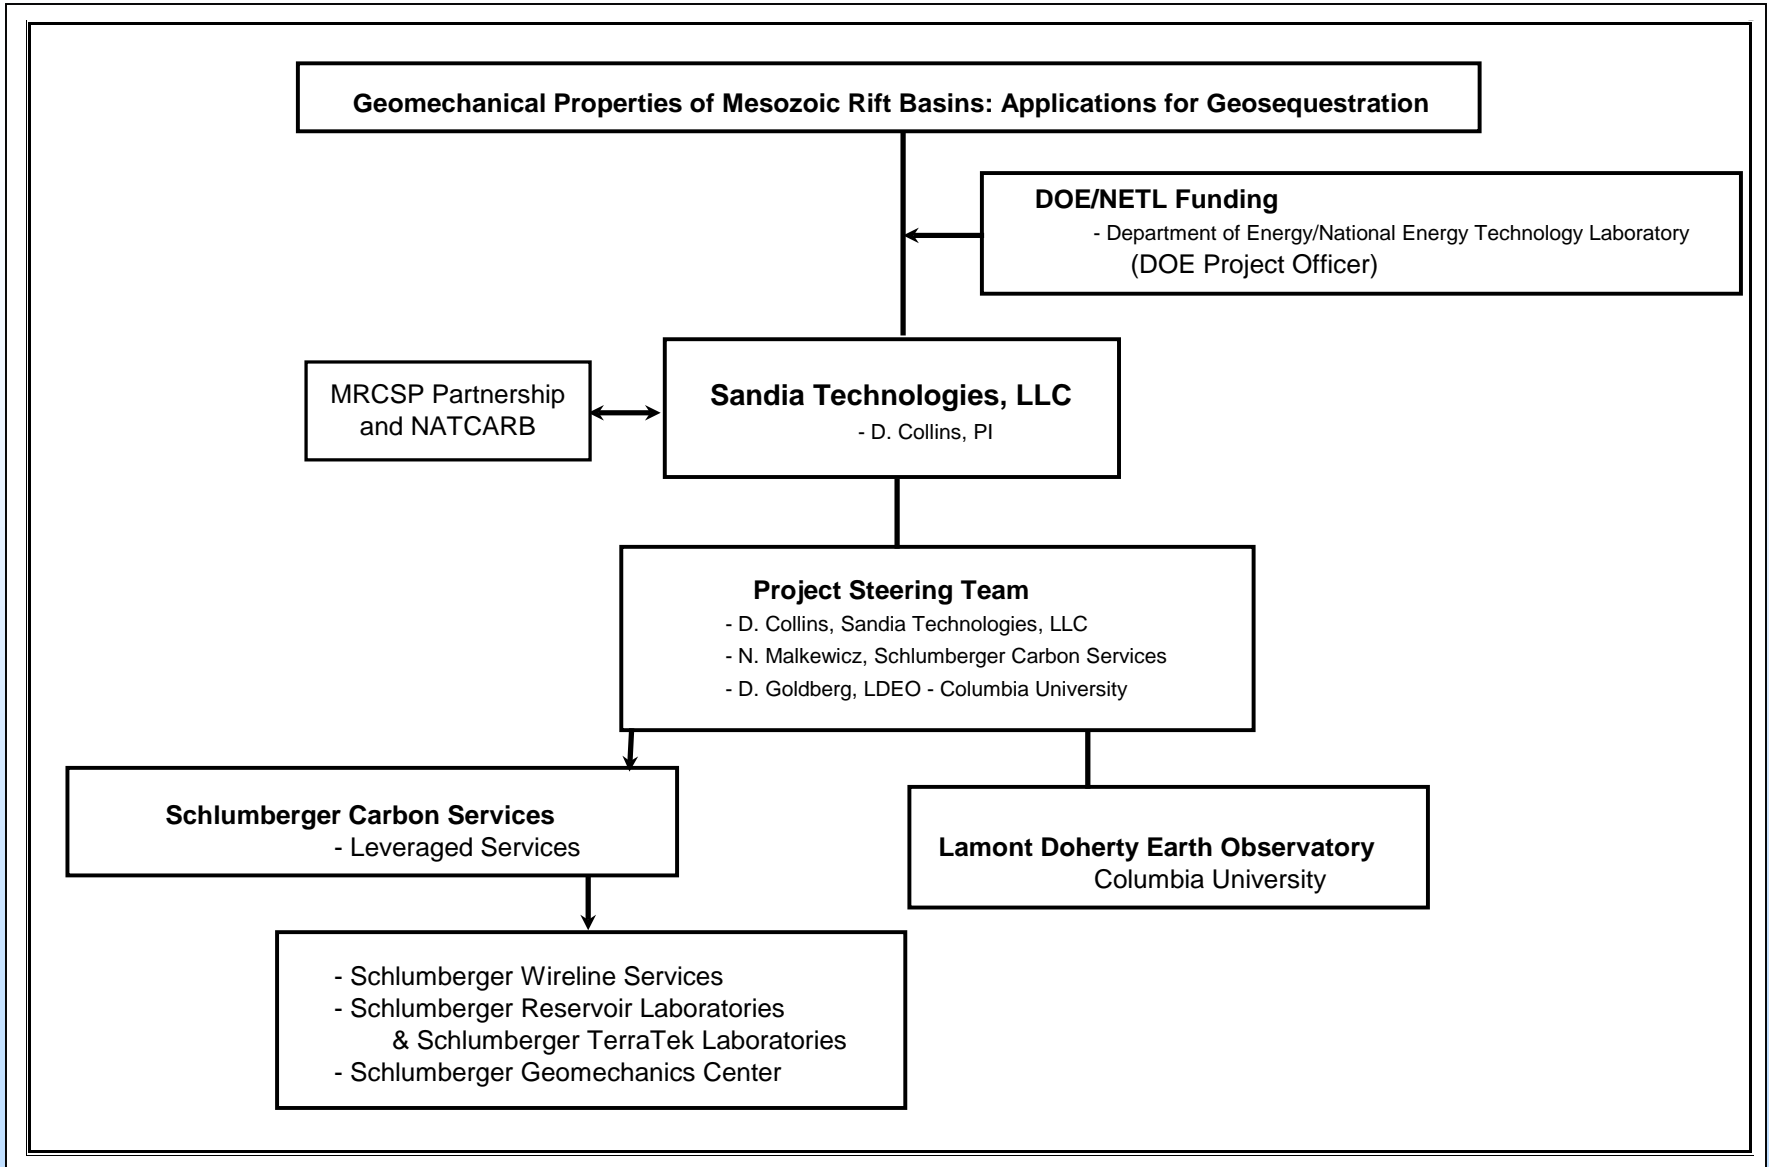 Geomechanical Properties of Mesozoic Rift Basins: Applications for Geosequestration
DOE/NETL Funding
- Department of Energy/National Energy Technology Laboratory
(DOE Project Officer)
MRCSP Partnership
and NATCARB
Sandia Technologies, LLC
- D. Collins, PI
Project Steering Team
- D. Collins, Sandia Technologies, LLC
- N. Malkewicz, Schlumberger Carbon Services
- D. Goldberg, LDEO - Columbia University
Schlumberger Carbon Services
- Leveraged Services
Lamont Doherty Earth Observatory
Columbia University
- Schlumberger Wireline Services
- Schlumberger Reservoir Laboratories
& Schlumberger TerraTek Laboratories
- Schlumberger Geomechanics Center